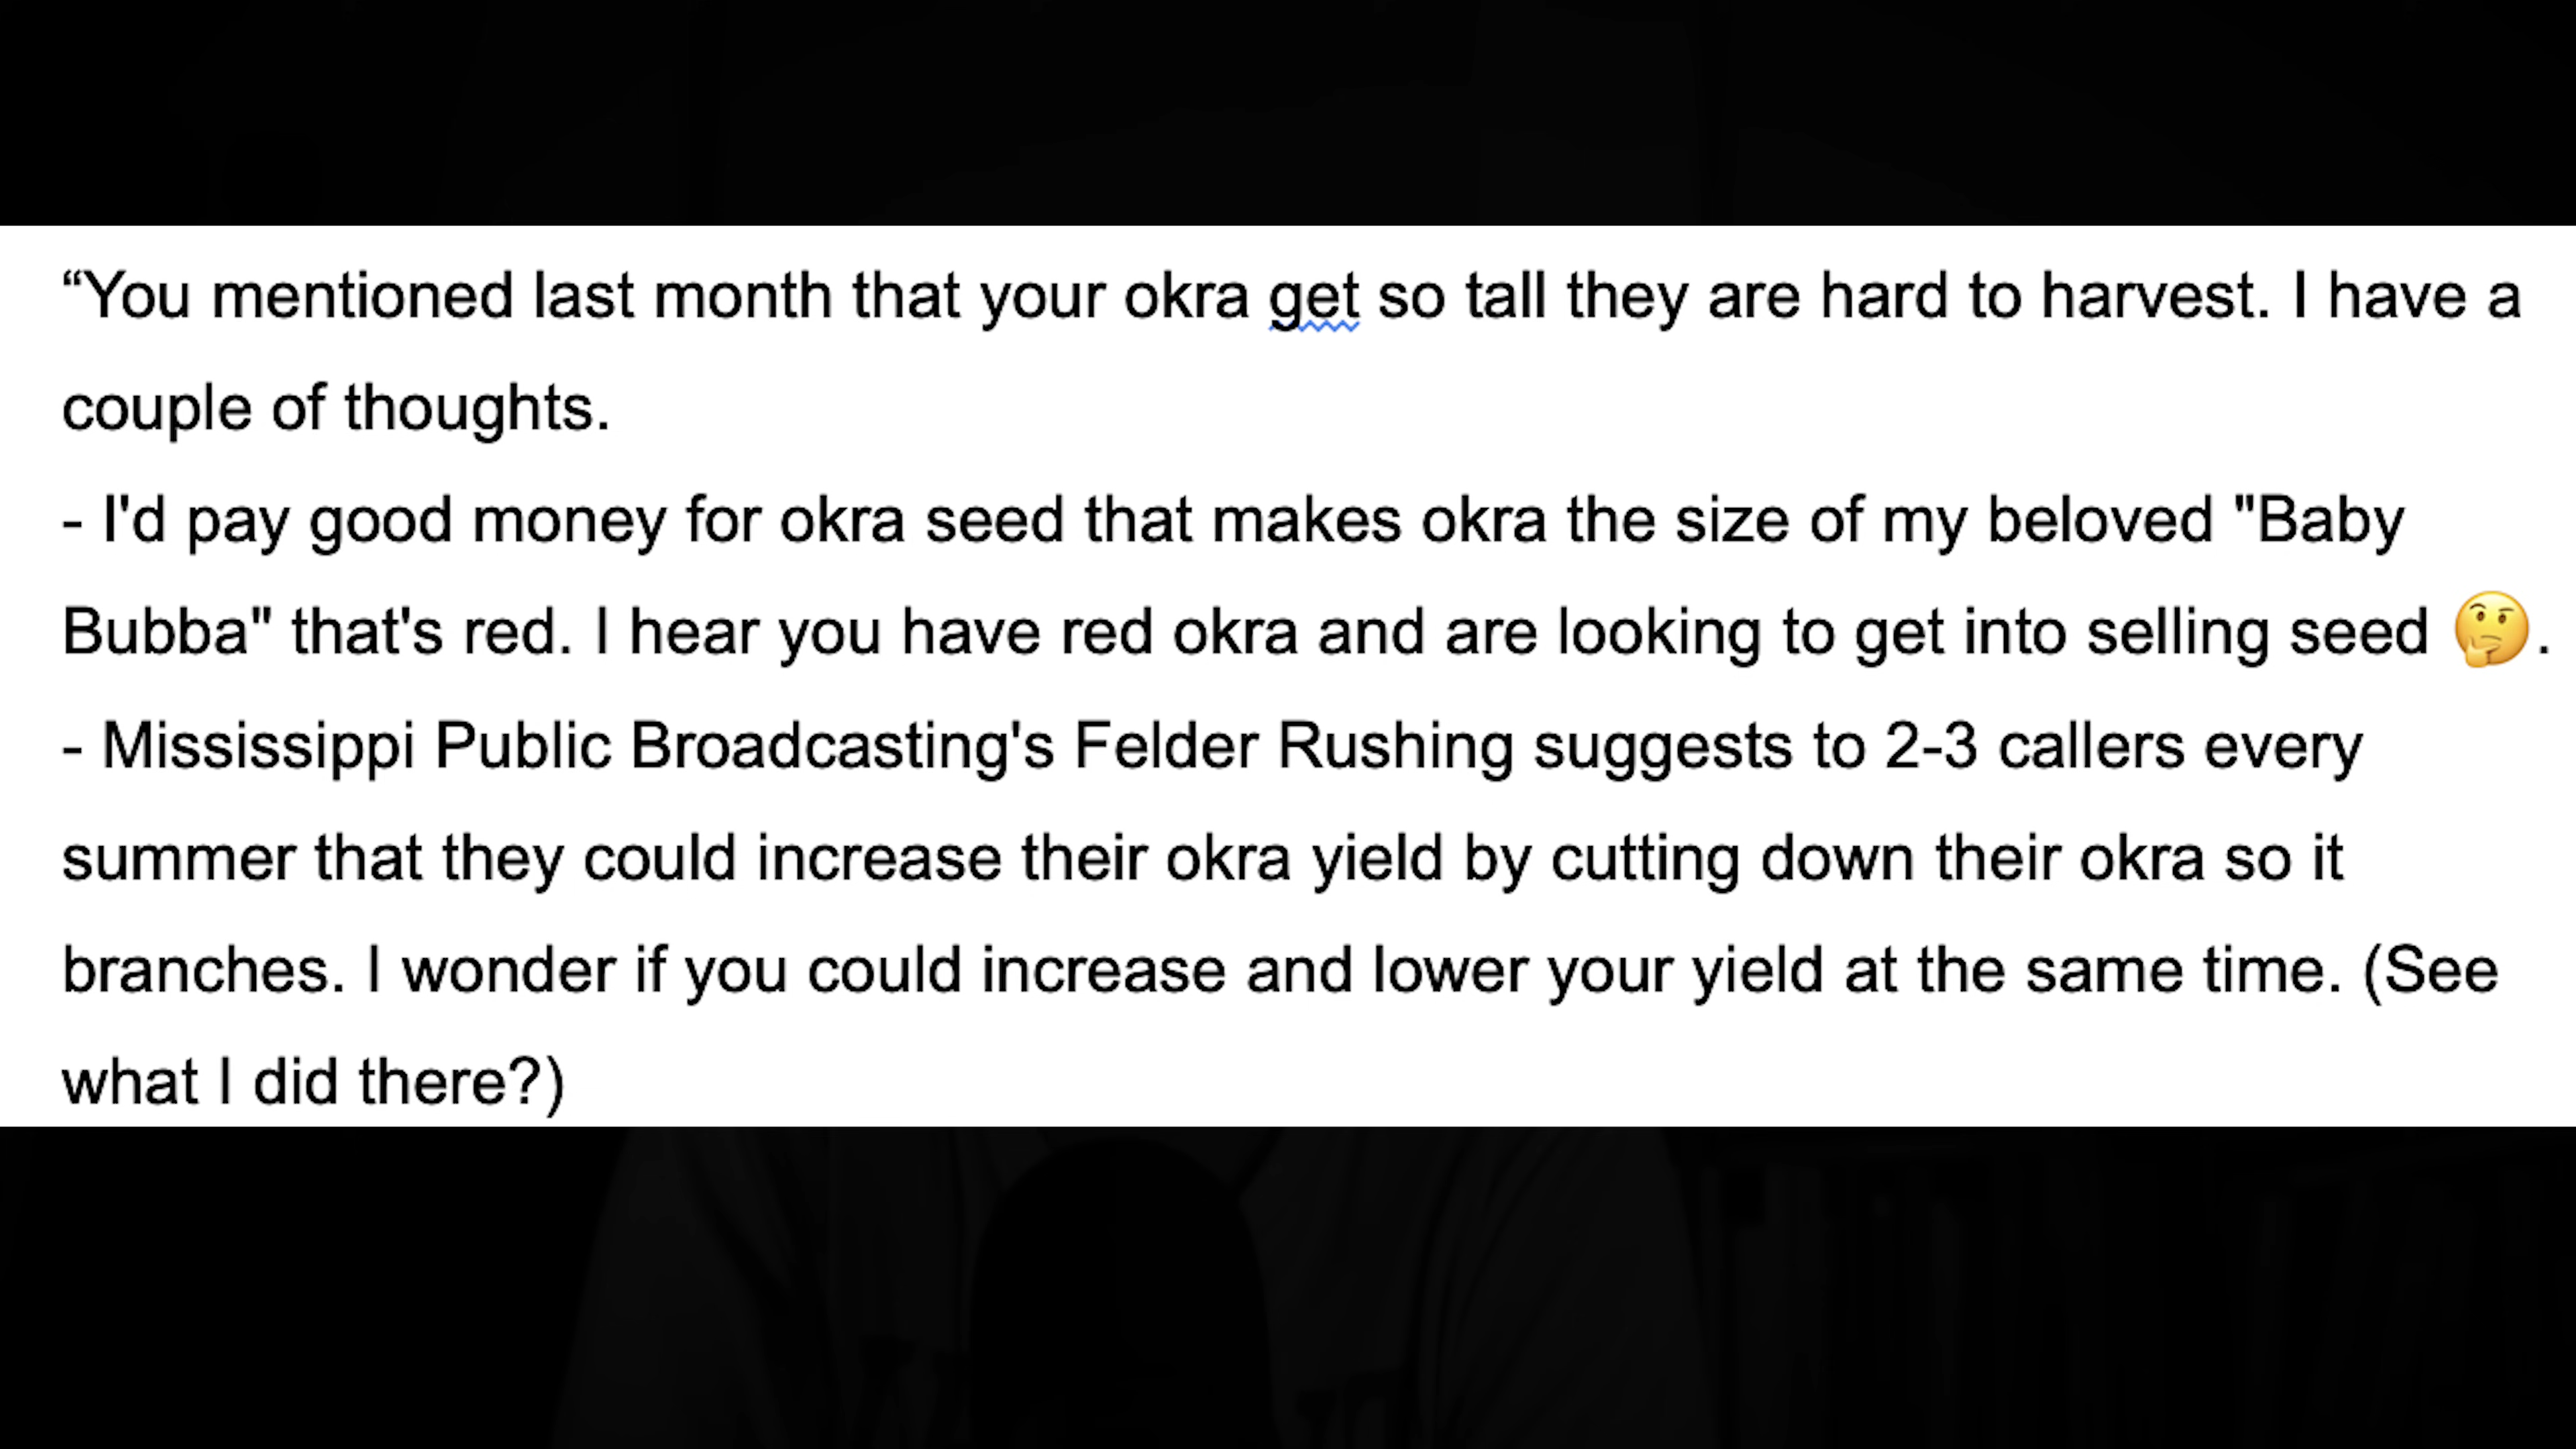 “You mentioned last month that your okra get so tall they are hard to harvest. I have a
couple of thoughts.
- I'd pay good money for okra seed that makes okra the size of my beloved "Baby
Bubba" that's red. I hear you have red okra and are looking to get into selling seed 🤔.
- Mississippi Public Broadcasting's Felder Rushing suggests to 2-3 callers every
summer that they could increase their okra yield by cutting down their okra so it
branches. I wonder if you could increase and lower your yield at the same time. (See
what I did there?)